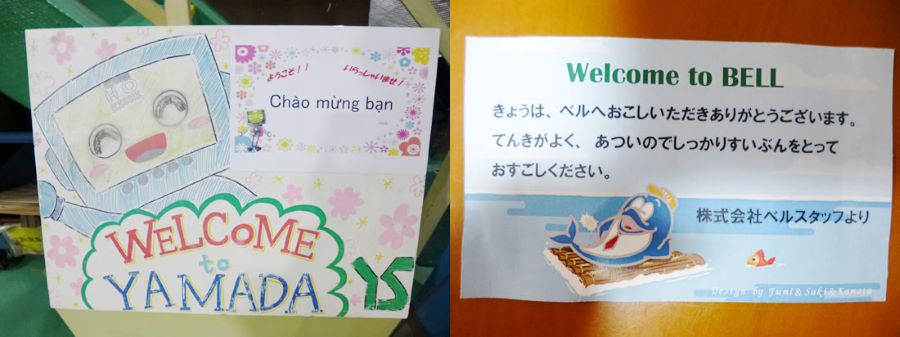 ようこそ！！ いらっしゃいませ！
Chào mừng bạn
WELCOME
to
YAMADA
YS
Welcome to BELL
きょうは、ベルへおこしいただきありがとうございます。
てんきがよく、あついのでしっかりすいぶんをとって
おすごしください。
株式会社ベルスタッフより
Design by Yumi & Saki & Kanata